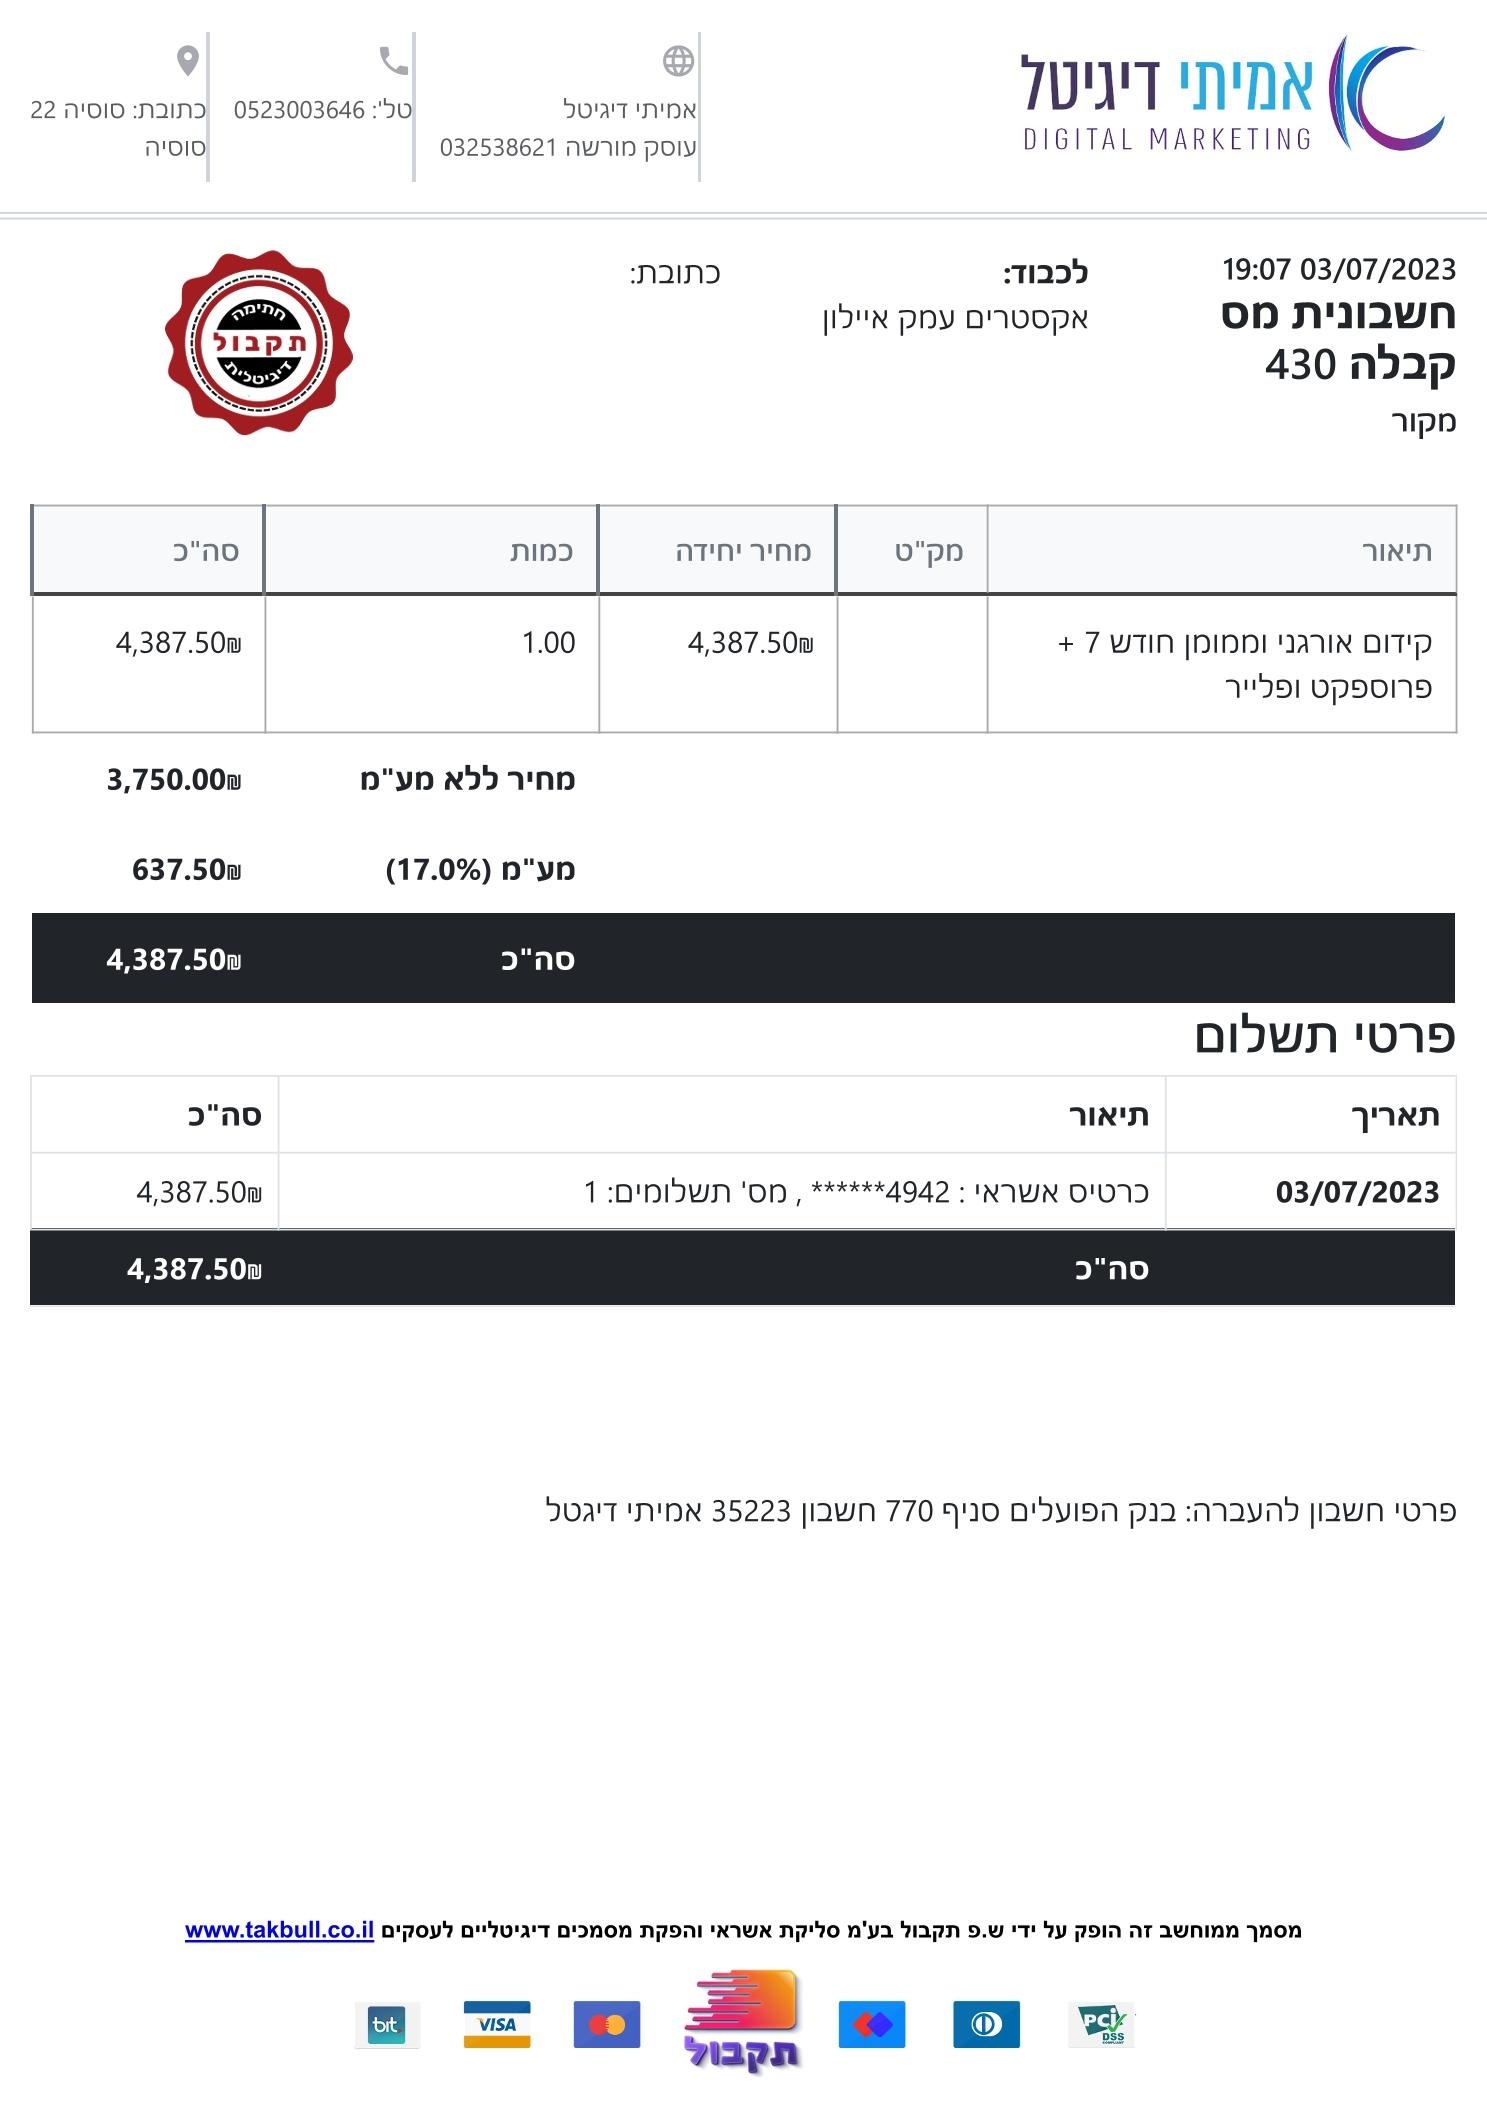 אמיתי דיגיטל
DIGITAL MARKETING
אמיתי דיגיטל
עוסק מורשה 032538621
טל': 0523003646
כתובת: סוסיה 22
סוסיה
03/07/2023 19:07
חשבונית מס
קבלה 430
מקור
לכבוד:
אקסטרים עמק איילון
כתובת:
חתימה
תקבול
דיגיטלית
תיאור מק"ט מחיר יחידה כמות סה"כ
קידום אורגני וממומן חודש 7 + ₪4,387.50 1.00 ₪4,387.50
פרוספקט ופלייר
מחיר ללא מע"מ ₪3,750.00
מע"מ (17.0%) ₪637.50
סה"כ ₪4,387.50
פרטי תשלום
תאריך תיאור סה"כ
03/07/2023 כרטיס אשראי : 4942****** , מס' תשלומים: 1 ₪4,387.50
סה"כ ₪4,387.50
פרטי חשבון להעברה: בנק הפועלים סניף 770 חשבון 35223 אמיתי דיגטל
מסמך ממוחשב זה הופק על ידי ש.פ תקבול בע'מ סליקת אשראי והפקת מסמכים דיגיטליים לעסקים www.takbull.co.il
PCI
DSS
COMPLIANT
תקבול
VISA
bit